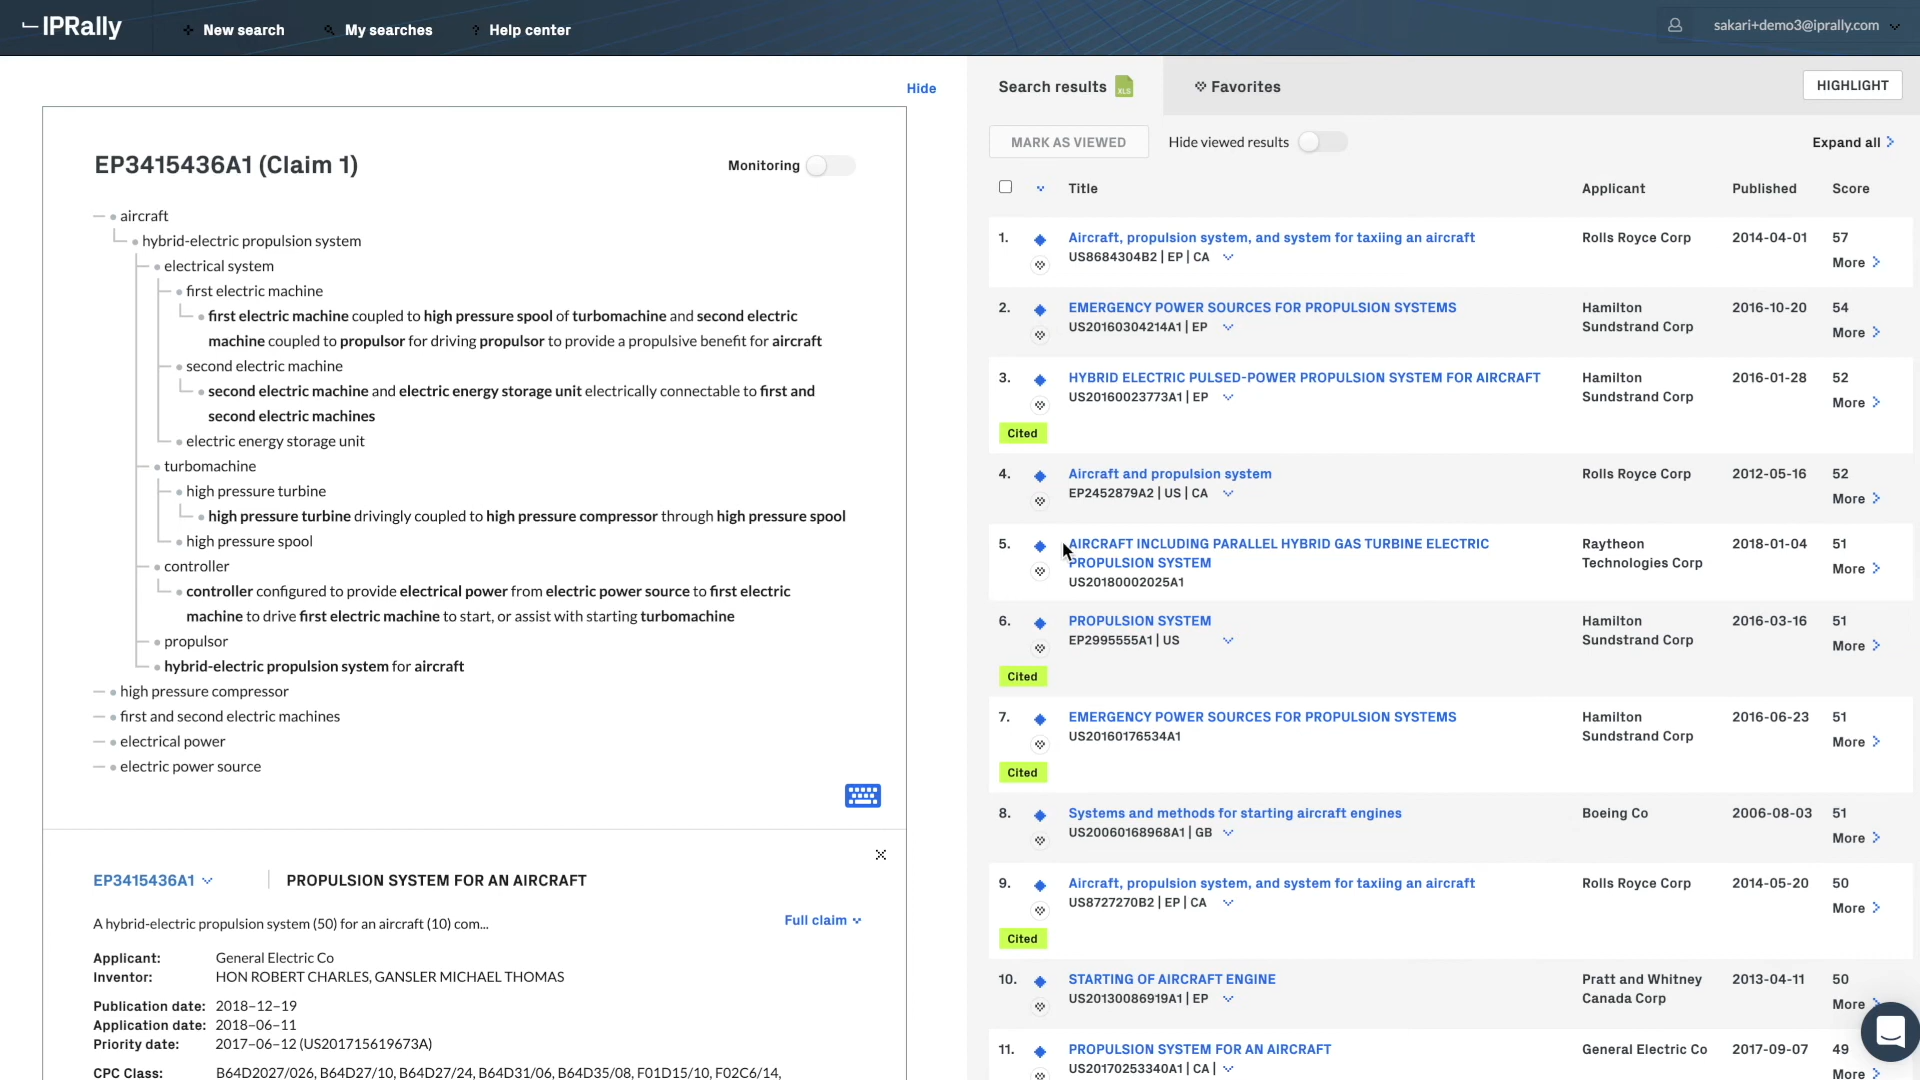 IPRally
New search
My searches
Help center
sakari+demo3@iprally.com
Hide
EP3415436A1 (Claim 1)
Monitoring
aircraft
hybrid-electric propulsion system
electrical system
first electric machine
first electric machine coupled to high pressure spool of turbomachine and second electric
machine coupled to propulsor for driving propulsor to provide a propulsive benefit for aircraft
second electric machine
second electric machine and electric energy storage unit electrically connectable to first and
second electric machines
electric energy storage unit
turbomachine
high pressure turbine
high pressure turbine drivingly coupled to high pressure compressor through high pressure spool
high pressure spool
controller
controller configured to provide electrical power from electric power source to first electric
machine to drive first electric machine to start, or assist with starting turbomachine
propulsor
hybrid-electric propulsion system for aircraft
high pressure compressor
first and second electric machines
electrical power
electric power source
EP3415436A1
PROPULSION SYSTEM FOR AN AIRCRAFT
A hybrid-electric propulsion system (50) for an aircraft (10) com...
Full claim
Applicant: General Electric Co
Inventor: HON ROBERT CHARLES, GANSLER MICHAEL THOMAS
Publication date: 2018-12-19
Application date: 2018-06-11
Priority date: 2017-06-12 (US201715619673A)
CPC Class: B64D2027/026, B64D27/10, B64D27/24, B64D31/06, B64D35/08, F01D15/10, F02C6/14,
Search results XLS
Favorites
HIGHLIGHT
MARK AS VIEWED
Hide viewed results
Expand all
Title Applicant Published Score
1. Aircraft, propulsion system, and system for taxiing an aircraft Rolls Royce Corp 2014-04-01 57
US8684304B2 | EP | CA
More
2. EMERGENCY POWER SOURCES FOR PROPULSION SYSTEMS Hamilton 2016-10-20 54
US20160304214A1 | EP Sundstrand Corp
More
3. HYBRID ELECTRIC PULSED-POWER PROPULSION SYSTEM FOR AIRCRAFT Hamilton 2016-01-28 52
US20160023773A1 | EP Sundstrand Corp
More
Cited
4. Aircraft and propulsion system Rolls Royce Corp 2012-05-16 52
EP2452879A2 | US | CA
More
5. AIRCRAFT INCLUDING PARALLEL HYBRID GAS TURBINE ELECTRIC Raytheon 2018-01-04 51
PROPULSION SYSTEM Technologies Corp
More
US20180002025A1
6. PROPULSION SYSTEM Hamilton 2016-03-16 51
EP2995555A1 | US Sundstrand Corp
More
Cited
7. EMERGENCY POWER SOURCES FOR PROPULSION SYSTEMS Hamilton 2016-06-23 51
US20160176534A1 Sundstrand Corp
More
Cited
8. Systems and methods for starting aircraft engines Boeing Co 2006-08-03 51
US20060168968A1 | GB
More
9. Aircraft, propulsion system, and system for taxiing an aircraft Rolls Royce Corp 2014-05-20 50
US8727270B2 | EP | CA
More
Cited
10. STARTING OF AIRCRAFT ENGINE Pratt and Whitney 2013-04-11 50
US20130086919A1 | EP Canada Corp
More
11. PROPULSION SYSTEM FOR AN AIRCRAFT General Electric Co 2017-09-07 49
US20170253340A1 | CA |
More